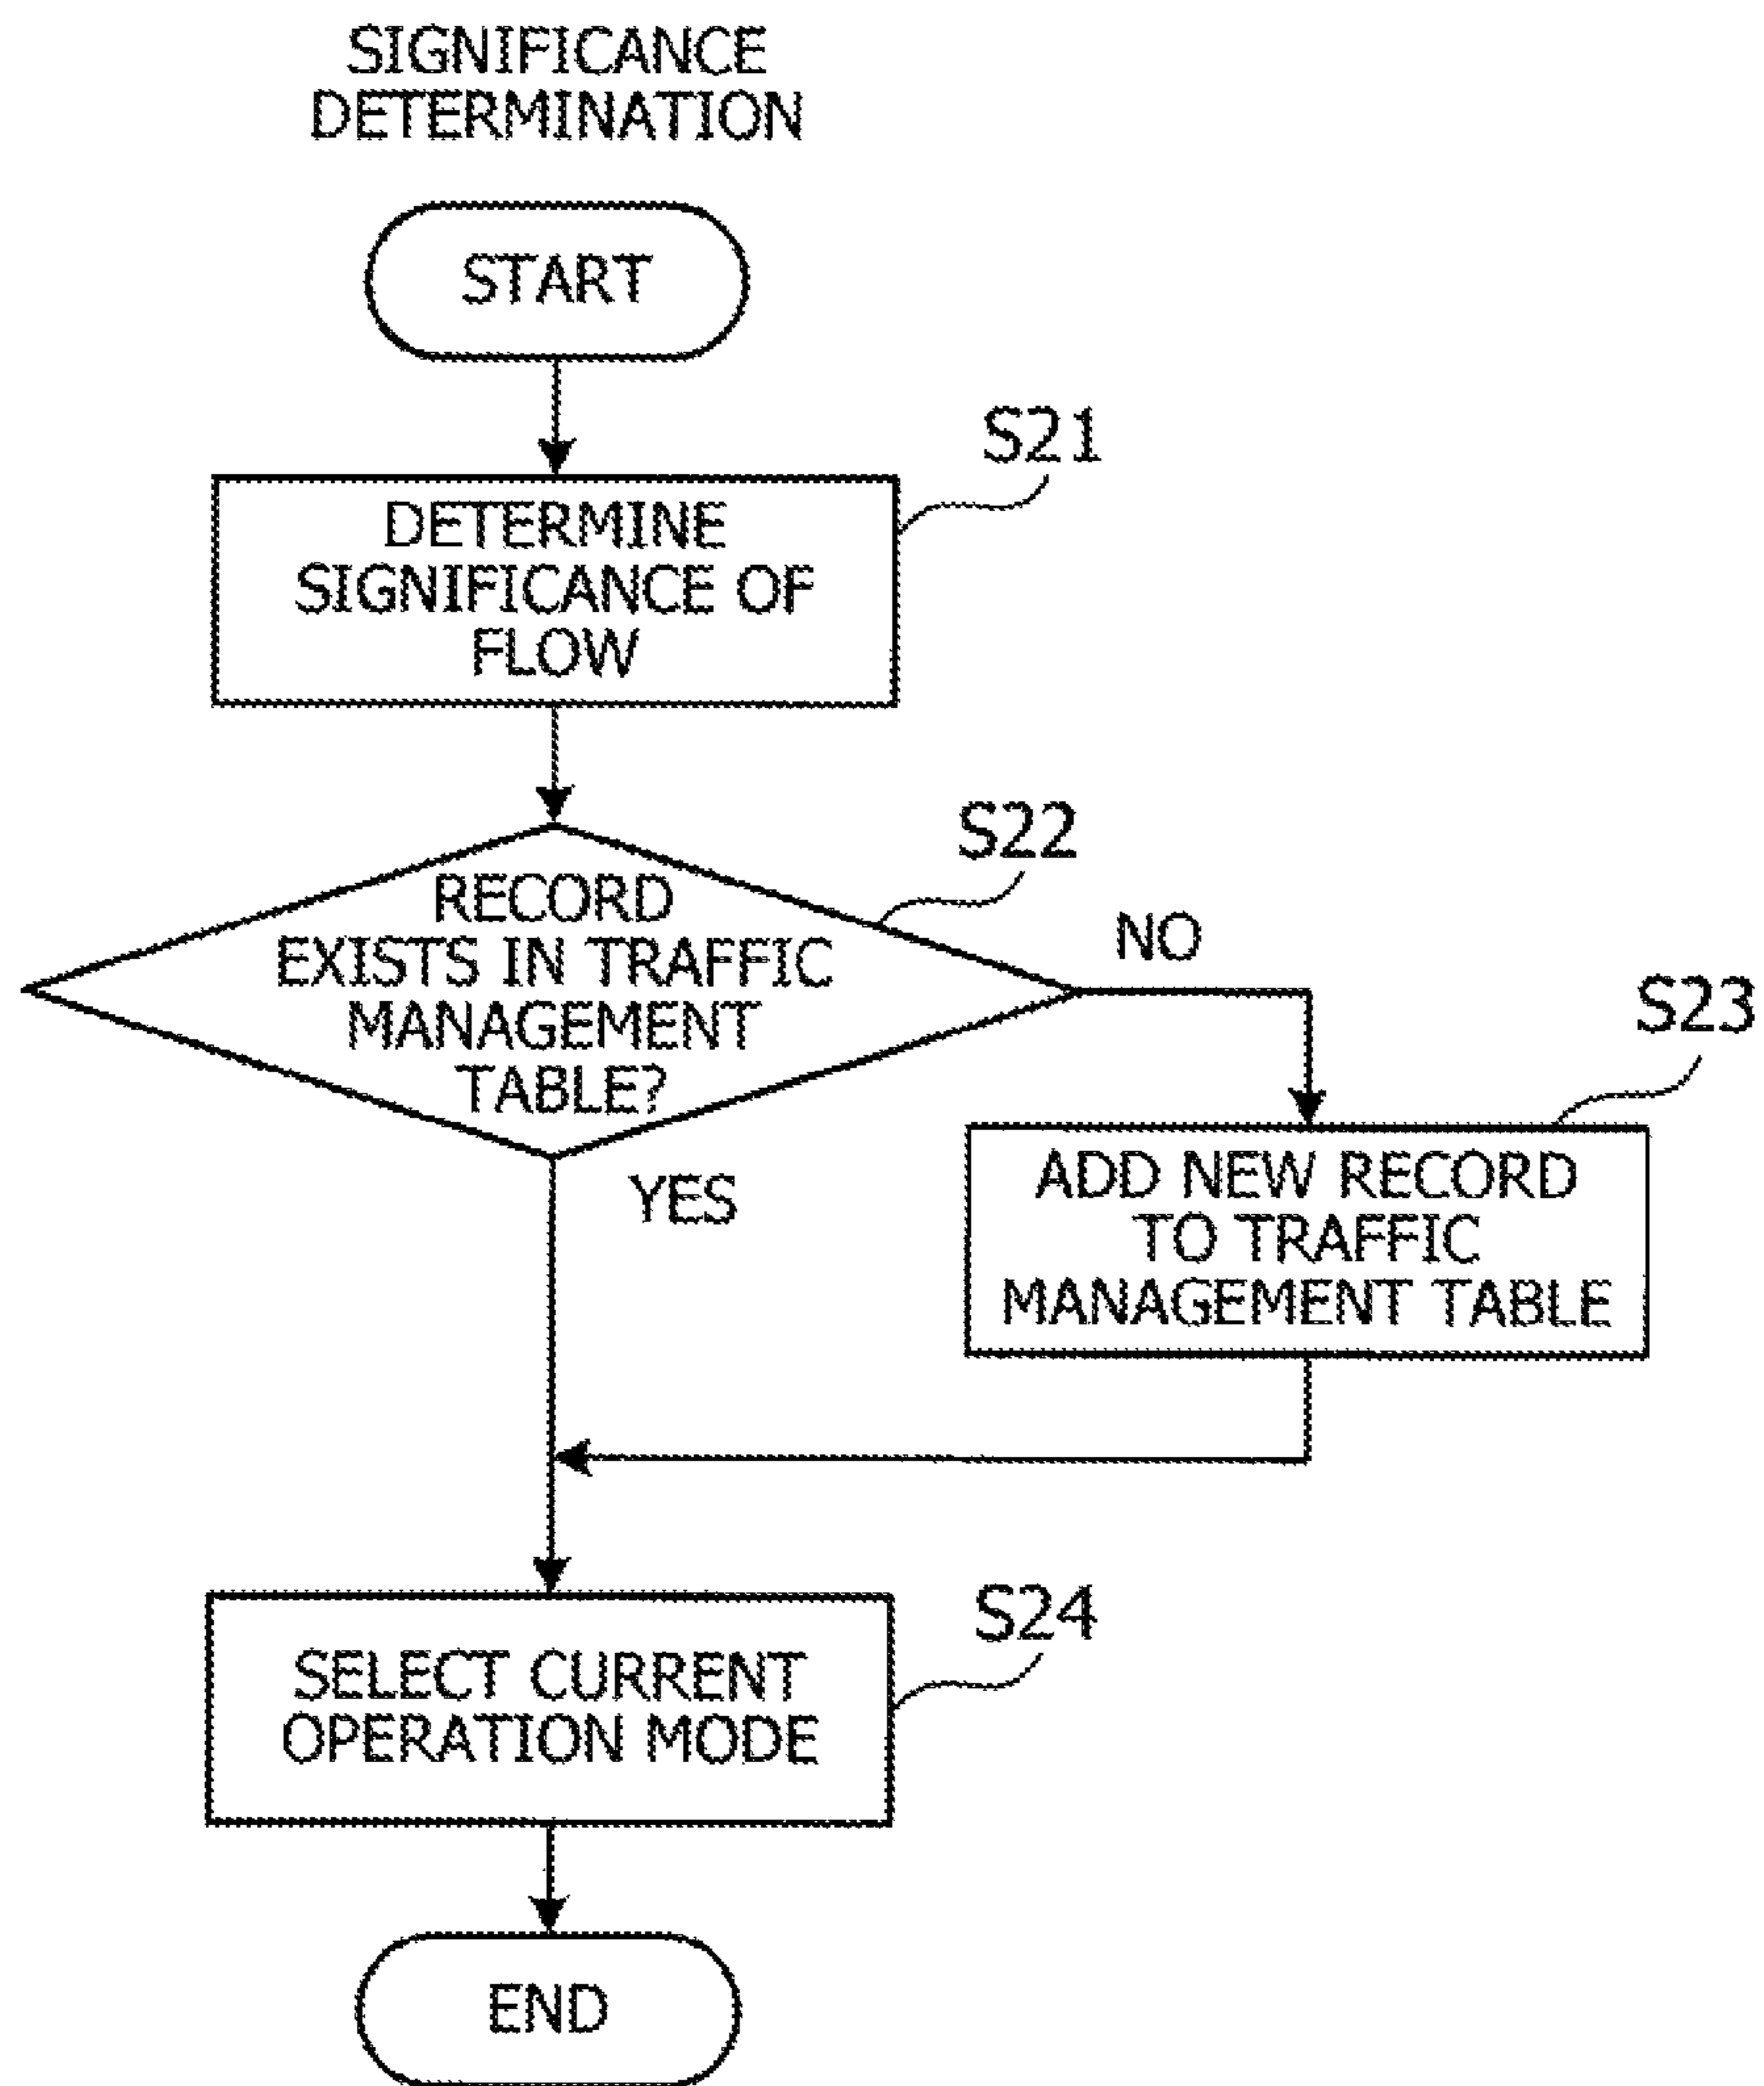 SIGNIFICANCE
DETERMINATION
START
S21
DETERMINE
SIGNIFICANCE OF
FLOW
S22
RECORD
EXISTS IN TRAFFIC
MANAGEMENT
TABLE?
NO
YES
S23
ADD NEW RECORD
TO TRAFFIC
MANAGEMENT TABLE
S24
SELECT CURRENT
OPERATION MODE
END